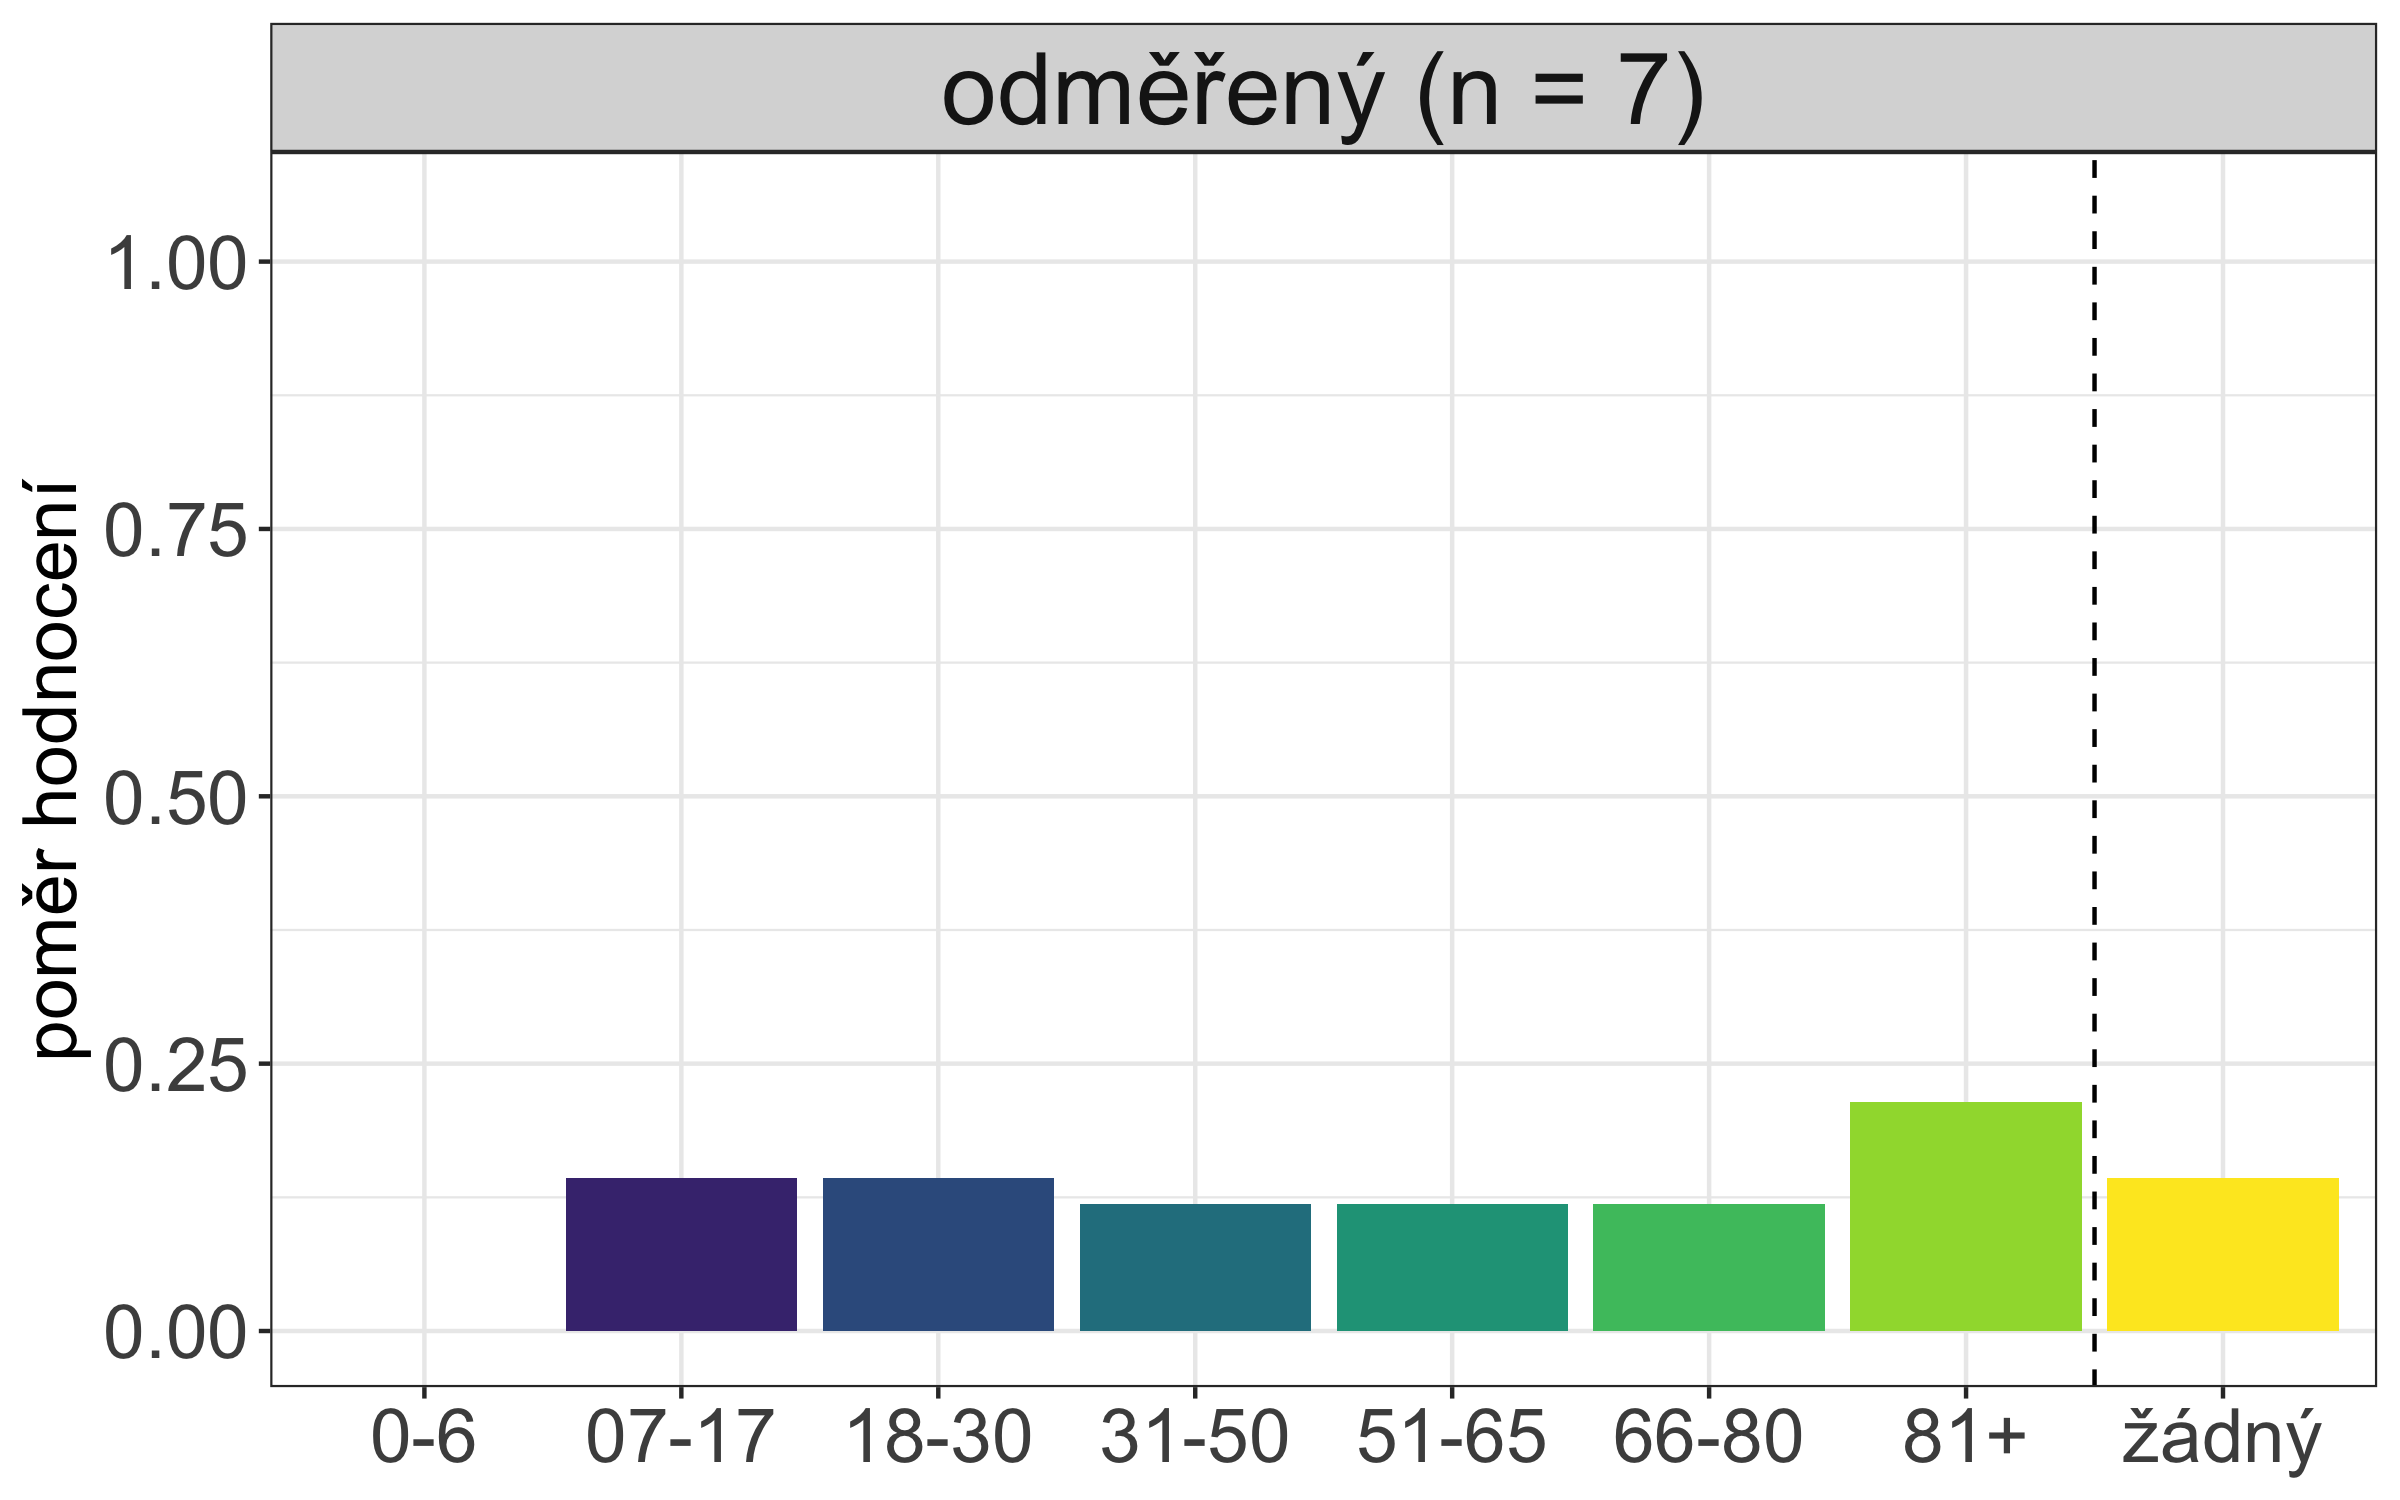 odměřený (n = 7)
poměr hodnocení
1.00
0.75
0.50
0.25
0.00
0-6 07-17 18-30 31-50 51-65 66-80 81+ žádný